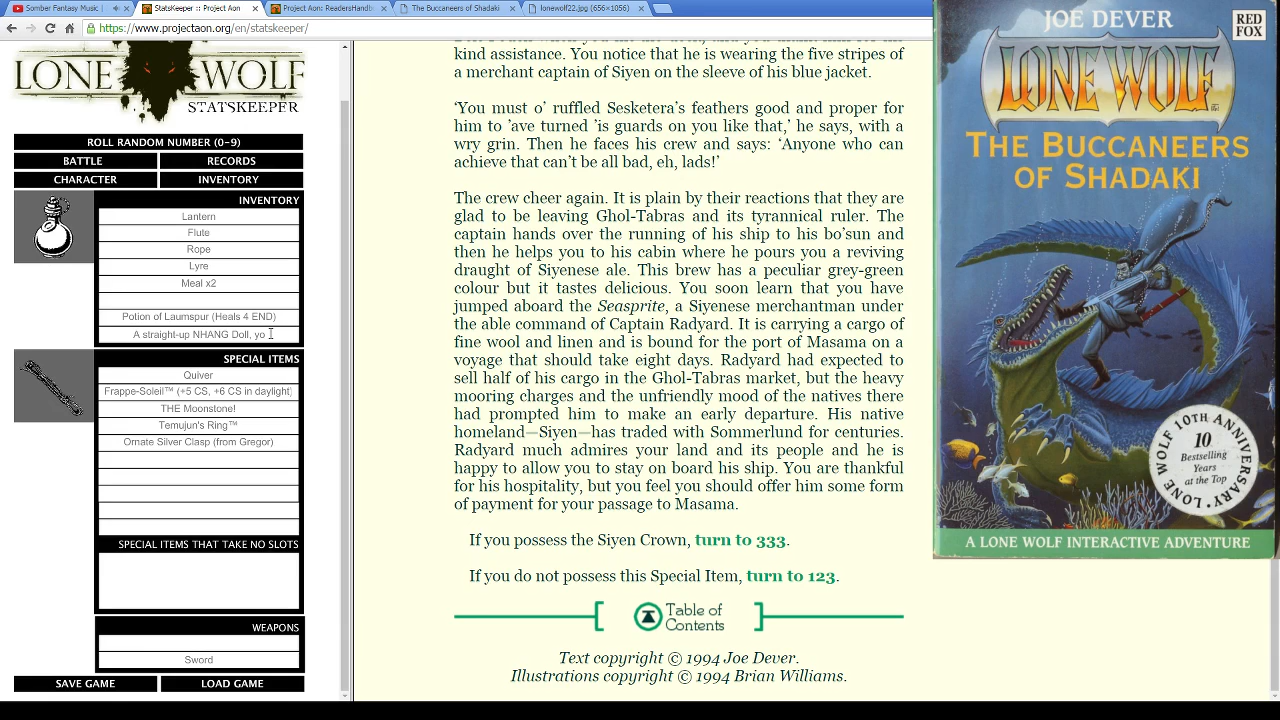 Somber Fantasy Music |
StatsKeeper :: Project Aon:
Project Aon: ReadersHandb
The Buccaneers of Shadaki
lonewolf22.jpg (656×1056)
https://www.projectaon.org/en/statskeeper/
LONE WOLF
STATSKEEPER
ROLL RANDOM NUMBER (0-9)
BATTLE
RECORDS
CHARACTER
INVENTORY
INVENTORY
Lantern
Flute
Rope
Lyre
Meal x2
Potion of Laumspur (Heals 4 END)
A straight-up NHANG Doll, yo
SPECIAL ITEMS
Quiver
Frappe-Soleil™ (+5 CS, +6 CS in daylight)
THE Moonstone!
Temujun's Ring™
Ornate Silver Clasp (from Gregor)
SPECIAL ITEMS THAT TAKE NO SLOTS
WEAPONS
Sword
SAVE GAME
LOAD GAME
kind assistance. You notice that he is wearing the five stripes
of a merchant captain of Siyen on the sleeve of his blue jacket.
‘You must o’ ruffled Sesketera’s feathers good and proper for
him to ’ave turned ’is guards on you like that,’ he says, with a
wry grin. Then he faces his crew and says: ‘Anyone who can
achieve that can’t be all bad, eh, lads!’
The crew cheer again. It is plain by their reactions that they are
glad to be leaving Ghol-Tabras and its tyrannical ruler. The
captain hands over the running of his ship to his bo’sun and
then he helps you to his cabin where he pours you a reviving
draught of Siyenese ale. This brew has a peculiar grey-green
colour but it tastes delicious. You soon learn that you have
jumped aboard the Seasprite, a Siyenese merchantman under
the able command of Captain Radyard. It is carrying a cargo of
fine wool and linen and is bound for the port of Masama on a
voyage that should take eight days. Radyard had expected to
sell half of his cargo in the Ghol-Tabras market, but the heavy
mooring charges and the unfriendly mood of the natives there
had prompted him to make an early departure. His native
homeland—Siyen—has traded with Sommerlund for centuries.
Radyard much admires your land and its people and he is
happy to allow you to stay on board his ship. You are thankful
for his hospitality, but you feel you should offer him some form
of payment for your passage to Masama.
If you possess the Siyen Crown, turn to 333.
If you do not possess this Special Item, turn to 123.
Table of
Contents
Text copyright © 1994 Joe Dever.
Illustrations copyright © 1994 Brian Williams.
JOE DEVER
RED
FOX
LONE WOLF
THE BUCCANEERS
OF SHADAKI
LONE WOLF 10TH ANNIVERSARY
10
Bestselling
Years
at the Top
A LONE WOLF INTERACTIVE ADVENTURE